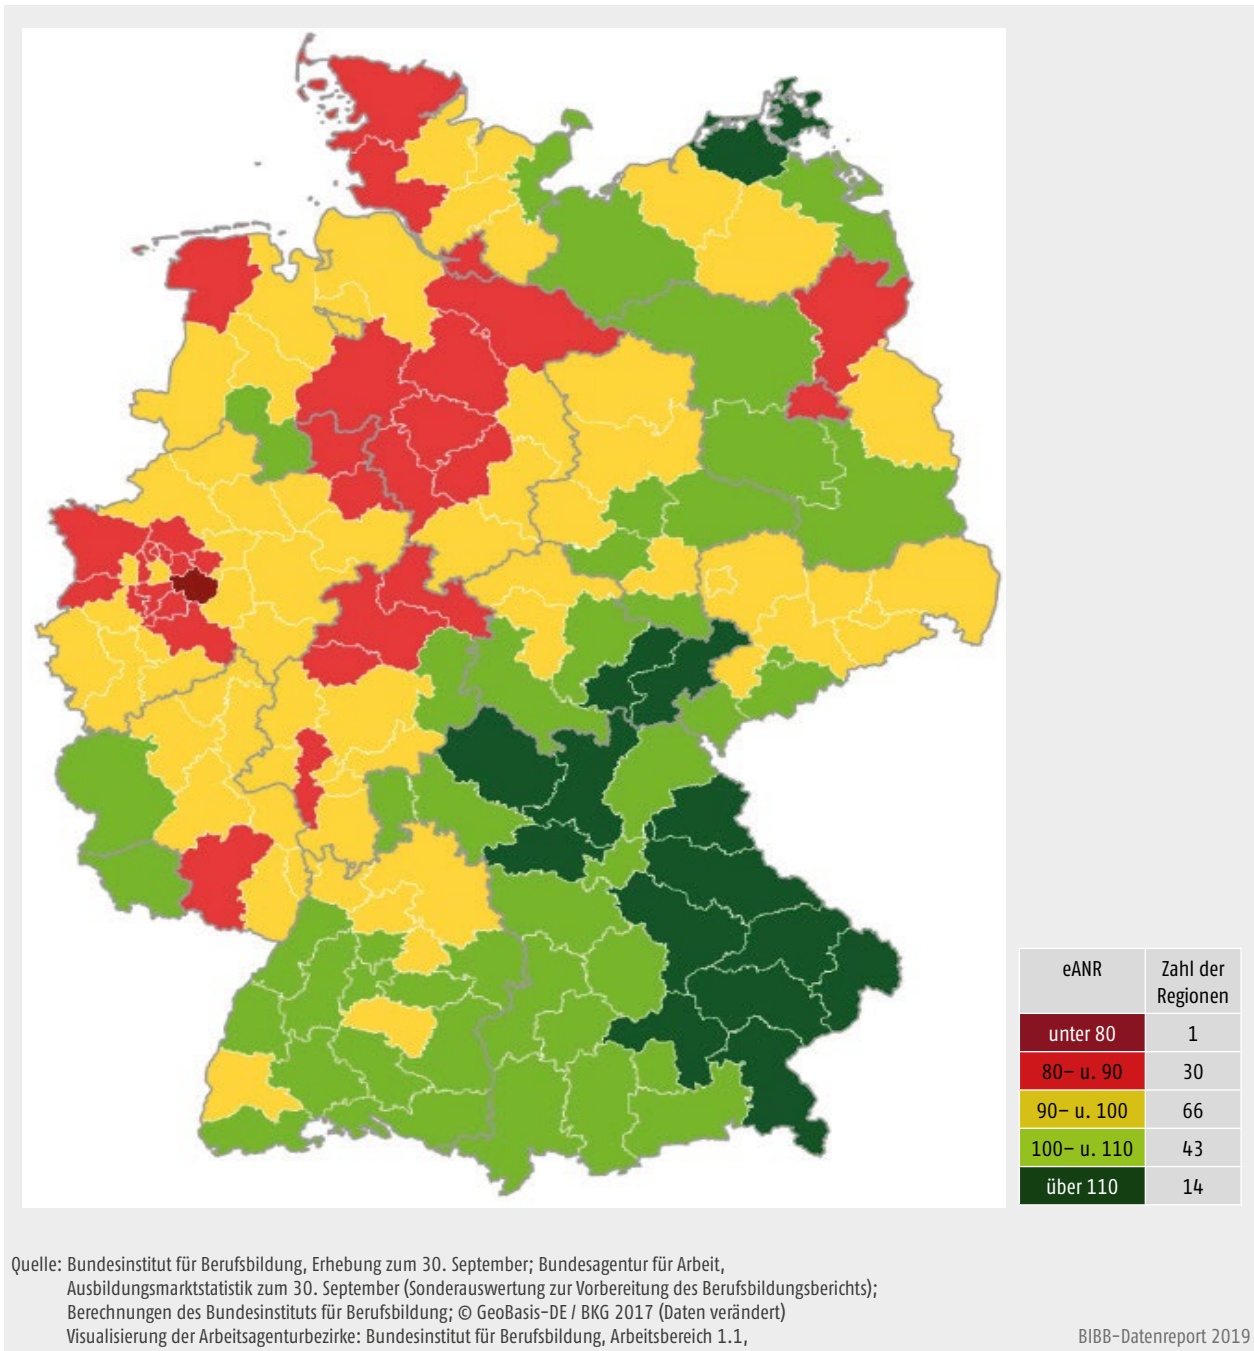 eANR Zahl der
Regionen
unter 80 1
80– u. 90 30
90– u. 100 66
100– u. 110 43
über 110 14
Quelle: Bundesinstitut für Berufsbildung, Erhebung zum 30. September; Bundesagentur für Arbeit,
Ausbildungsmarktstatistik zum 30. September (Sonderauswertung zur Vorbereitung des Berufsbildungsberichts);
Berechnungen des Bundesinstituts für Berufsbildung; © GeoBasis-DE / BKG 2017 (Daten verändert)
Visualisierung der Arbeitsagenturbezirke: Bundesinstitut für Berufsbildung, Arbeitsbereich 1.1,
BIBB-Datenreport 2019